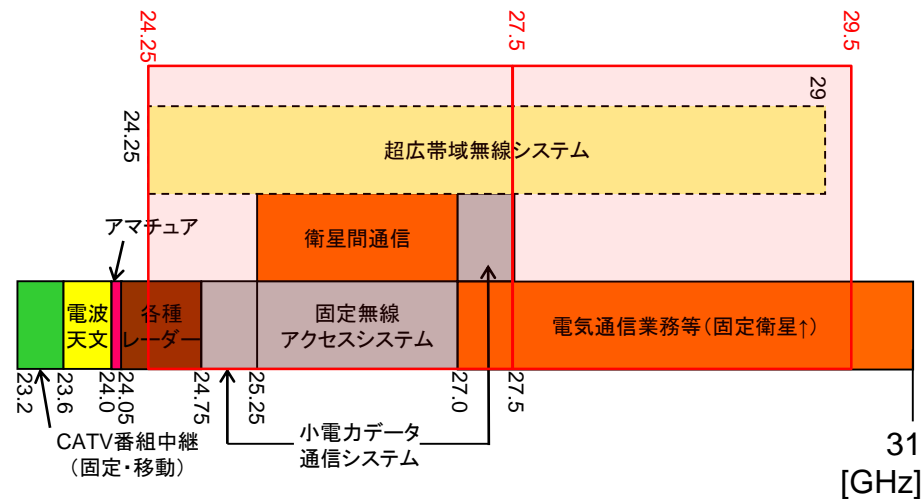 24.25
27.5
29.5
24.25
29
超広帯域無線システム
アマチュア
衛星間通信
電波
天文
各種
レーダー
固定無線
アクセスシステム
電気通信業務等(固定衛星↑)
23.2
23.6
24.0
24.05
24.75
25.25
27.0
27.5
CATV番組中継
(固定・移動)
小電力データ
通信システム
31
[GHz]